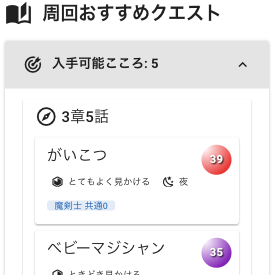 周回おすすめクエスト
入手可能こころ: 5
3章5話
がいこつ
39
とてもよく見かける 夜
魔剣士 共通0
ベビーマジシャン
35
ときどき見かける